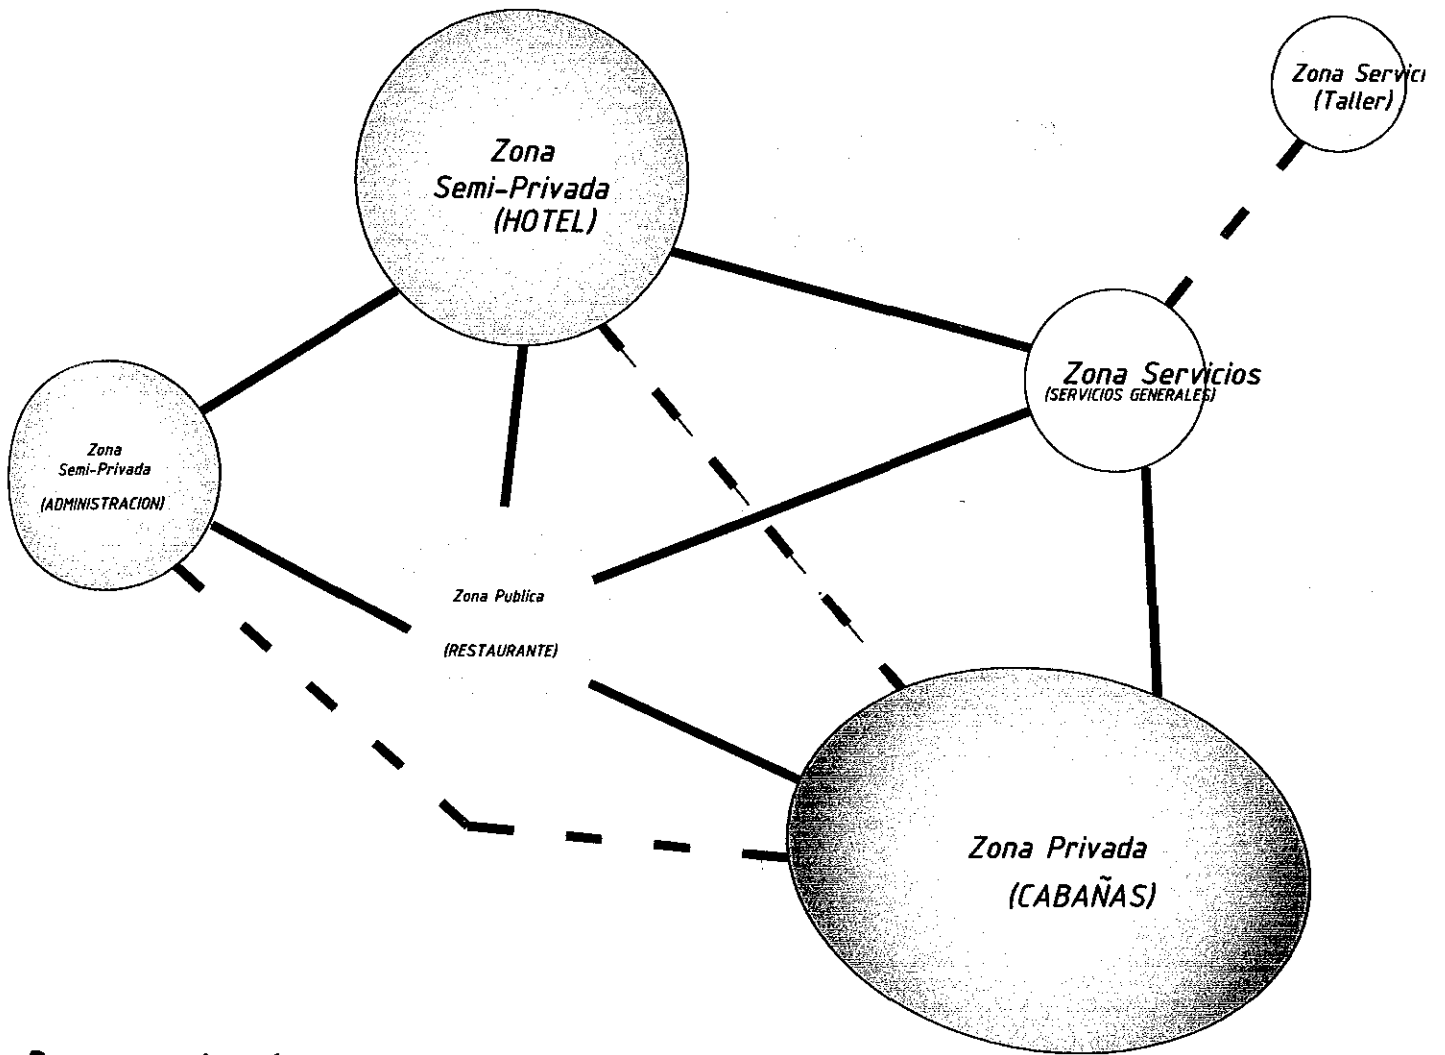 Zona
Semi-Privada
(HOTEL)
Zona Servici
(Taller)
Zona Servicios
(SERVICIOS GENERALES)
Zona
Semi-Privada
(ADMINISTRACION)
Zona Publica
(RESTAURANTE)
Zona Privada
(CABAÑAS)